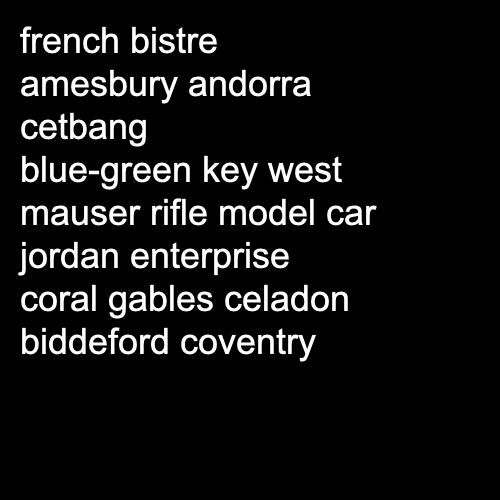 french bistre
amesbury andorra
cetbang
blue-green key west
mauser rifle model car
jordan enterprise
coral gables celadon
biddeford coventry